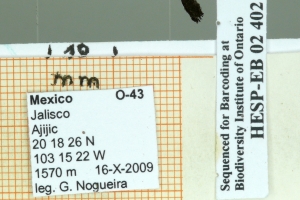 10
mm
Mexico O-43
Jalisco
Ajijic
20 18 26 N
103 15 22 W
1570 m 16-X-2009
leg. G. Nogueira
Sequenced for Barcoding at
Biodiversity Institute of Ontario
HESP-EB 02 402